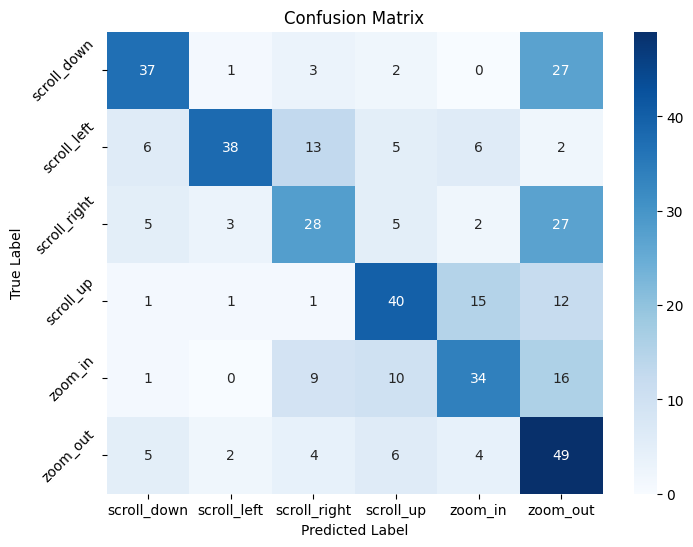 Confusion Matrix
True Label
scroll_down 37 1 3 2 0 27
scroll_left 6 38 13 5 6 2
scroll_right 5 3 28 5 2 27
scroll_up 1 1 1 40 15 12
zoom_in 1 0 9 10 34 16
zoom_out 5 2 4 6 4 49
scroll_down scroll_left scroll_right scroll_up zoom_in zoom_out
Predicted Label
40
30
20
10
0